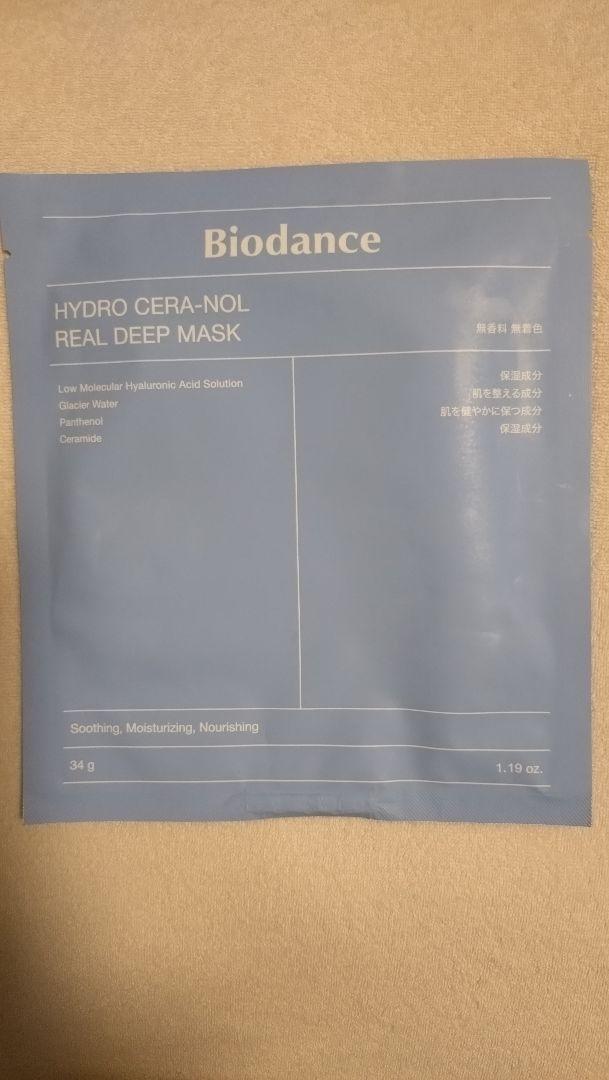 Biodance
HYDRO CERA-NOL
REAL DEEP MASK
無香料 無着色
Low Molecular Hyaluronic Acid Solution
Glacier Water
Panthenol
Ceramide
保湿成分
肌を整える成分
肌を健やかに保つ成分
保湿成分
Soothing, Moisturizing, Nourishing
34 g
1.19 oz.